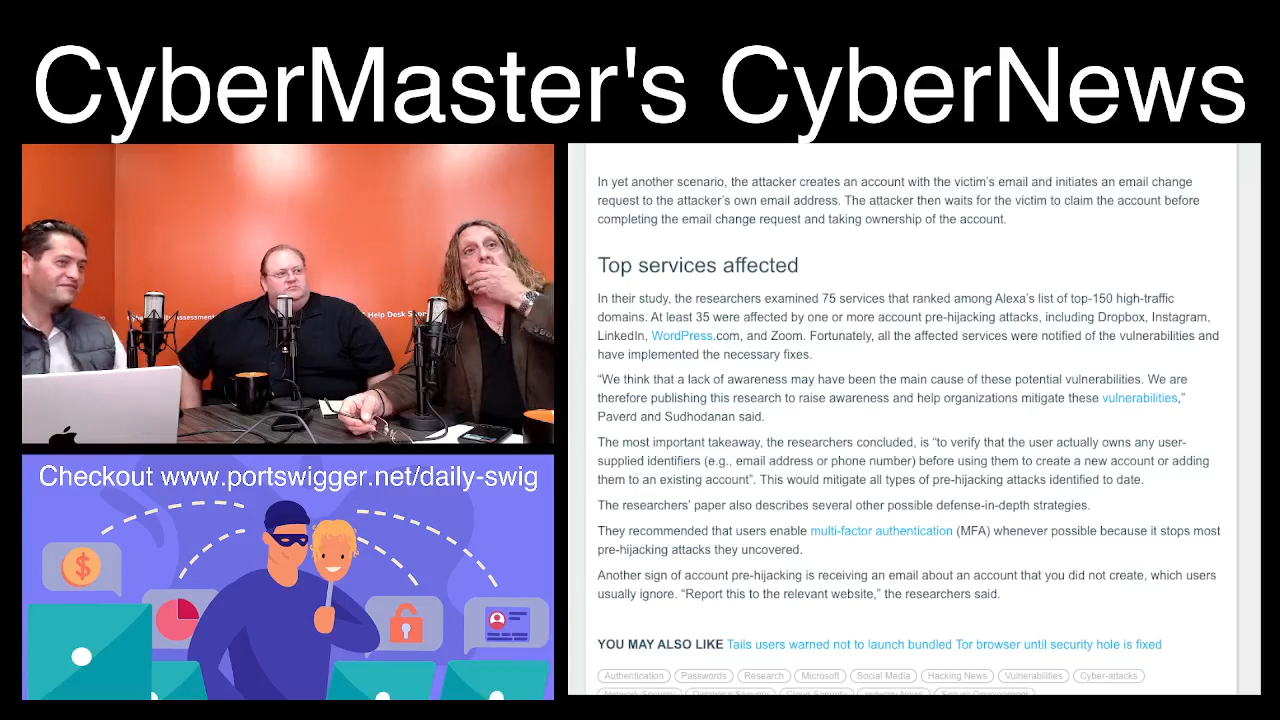 CyberMaster's CyberNews
Help Desk
Checkout www.portswigger.net/daily-swig
In yet another scenario, the attacker creates an account with the victim’s email and initiates an email change
request to the attacker’s own email address. The attacker then waits for the victim to claim the account before
completing the email change request and taking ownership of the account.
Top services affected
In their study, the researchers examined 75 services that ranked among Alexa’s list of top-150 high-traffic
domains. At least 35 were affected by one or more account pre-hijacking attacks, including Dropbox, Instagram,
LinkedIn, WordPress.com, and Zoom. Fortunately, all the affected services were notified of the vulnerabilities and
have implemented the necessary fixes.
“We think that a lack of awareness may have been the main cause of these potential vulnerabilities. We are
therefore publishing this research to raise awareness and help organizations mitigate these vulnerabilities,”
Paverd and Sudhodanan said.
The most important takeaway, the researchers concluded, is “to verify that the user actually owns any user-
supplied identifiers (e.g., email address or phone number) before using them to create a new account or adding
them to an existing account”. This would mitigate all types of pre-hijacking attacks identified to date.
The researchers’ paper also describes several other possible defense-in-depth strategies.
They recommended that users enable multi-factor authentication (MFA) whenever possible because it stops most
pre-hijacking attacks they uncovered.
Another sign of account pre-hijacking is receiving an email about an account that you did not create, which users
usually ignore. “Report this to the relevant website,” the researchers said.
YOU MAY ALSO LIKE Tails users warned not to launch bundled Tor browser until security hole is fixed
Authentication Passwords Research Microsoft Social Media Hacking News Vulnerabilities Cyber-attacks
Network Security Database Security Cloud Security Industry News Secure Development